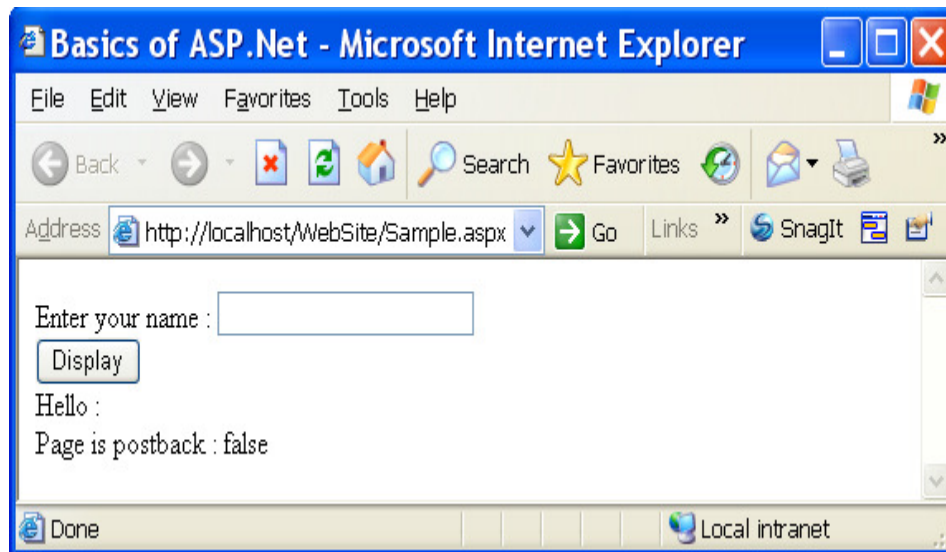 Basics of ASP.Net - Microsoft Internet Explorer
File Edit View Favorites Tools Help
Back Search Favorites »
Address http://localhost/WebSite/Sample.aspx Go Links » SnagIt
Enter your name :
Display
Hello :
Page is postback : false
Done Local intranet